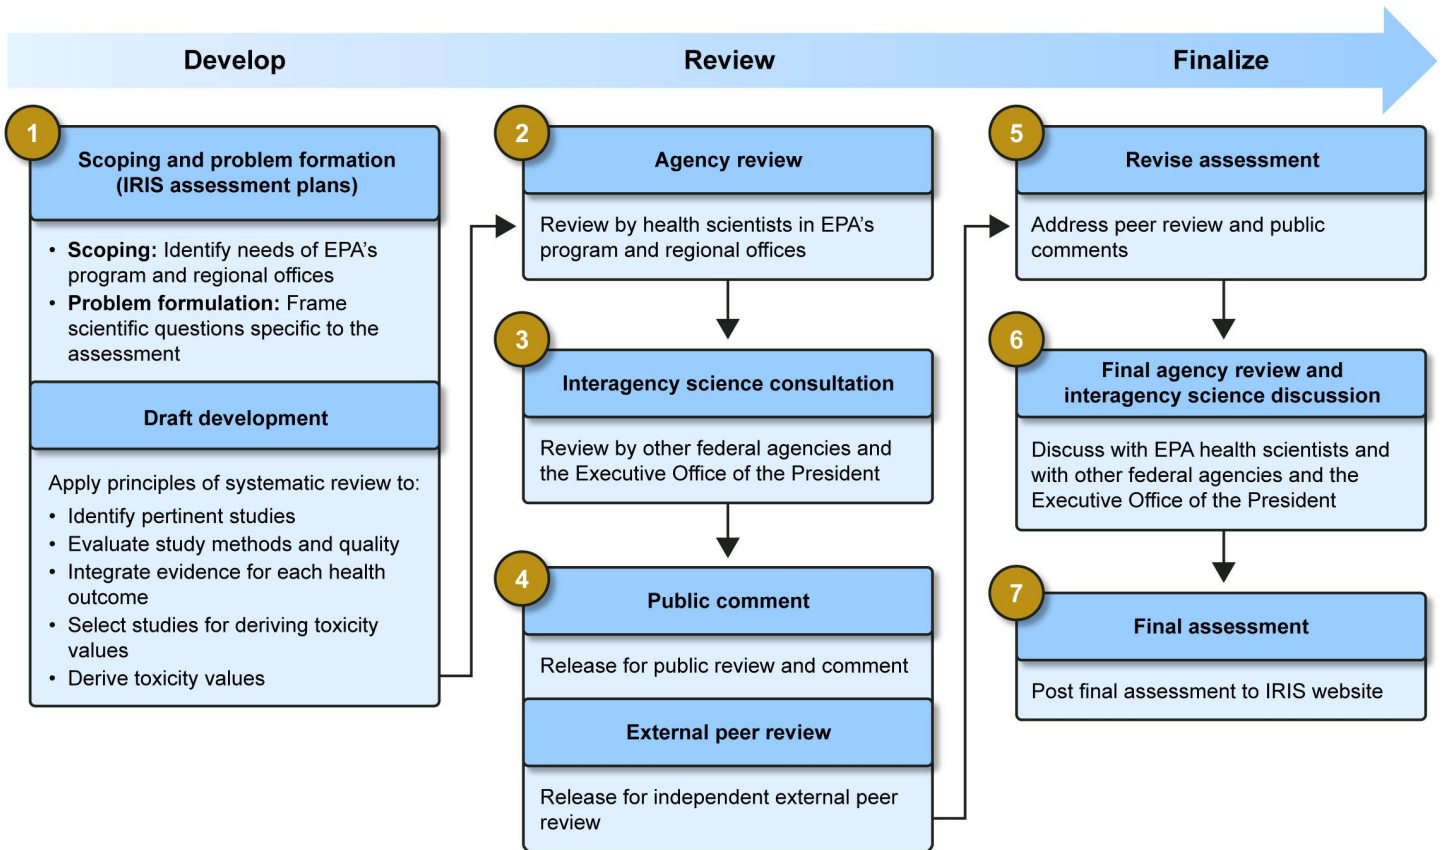 Develop
Review
Finalize
1
Scoping and problem formation
(IRIS assessment plans)
• Scoping: Identify needs of EPA's
program and regional offices
• Problem formulation: Frame
scientific questions specific to the
assessment
Draft development
Apply principles of systematic review to:
• Identify pertinent studies
• Evaluate study methods and quality
• Integrate evidence for each health
outcome
• Select studies for deriving toxicity
values
• Derive toxicity values
2
Agency review
Review by health scientists in EPA's
program and regional offices
3
Interagency science consultation
Review by other federal agencies and
the Executive Office of the President
4
Public comment
Release for public review and comment
External peer review
Release for independent external peer
review
5
Revise assessment
Address peer review and public
comments
6
Final agency review and
interagency science discussion
Discuss with EPA health scientists and
with other federal agencies and the
Executive Office of the President
7
Final assessment
Post final assessment to IRIS website